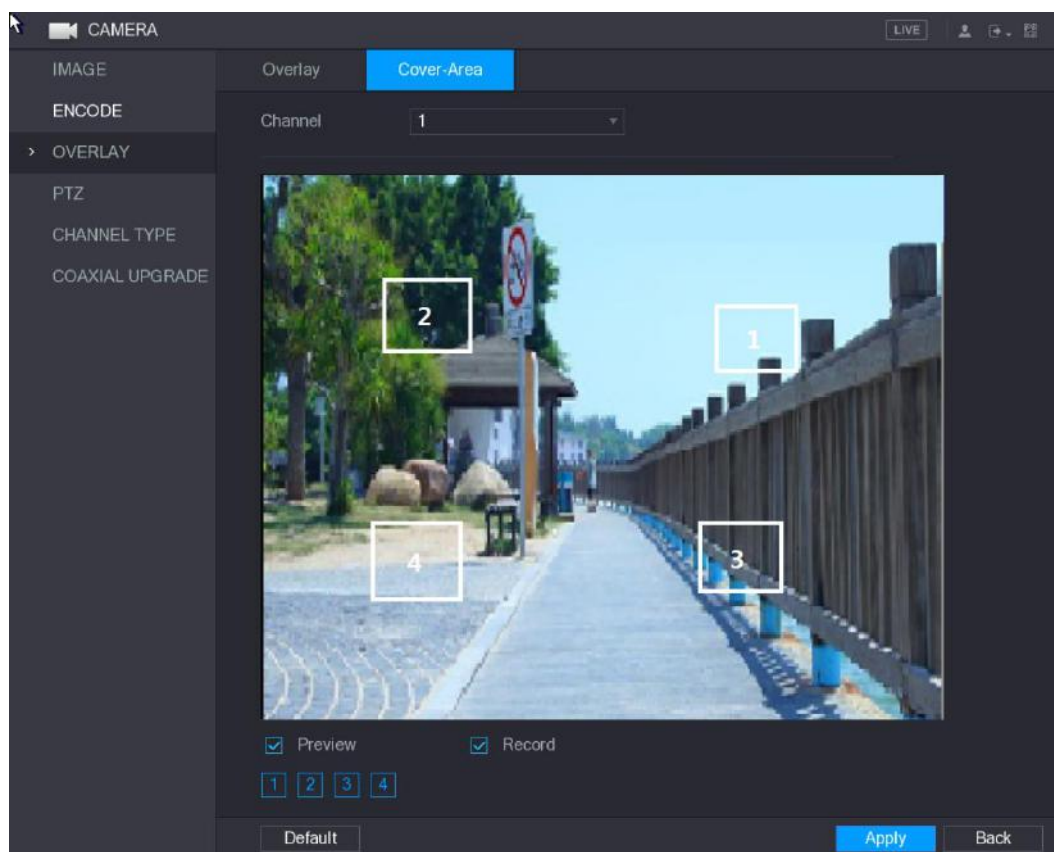 CAMERA
LIVE
IMAGE
Overlay
Cover-Area
ENCODE
Channel
1
OVERLAY
PTZ
CHANNEL TYPE
COAXIAL UPGRADE
2
1
4
3
Preview
Record
1 2 3 4
Default
Apply
Back